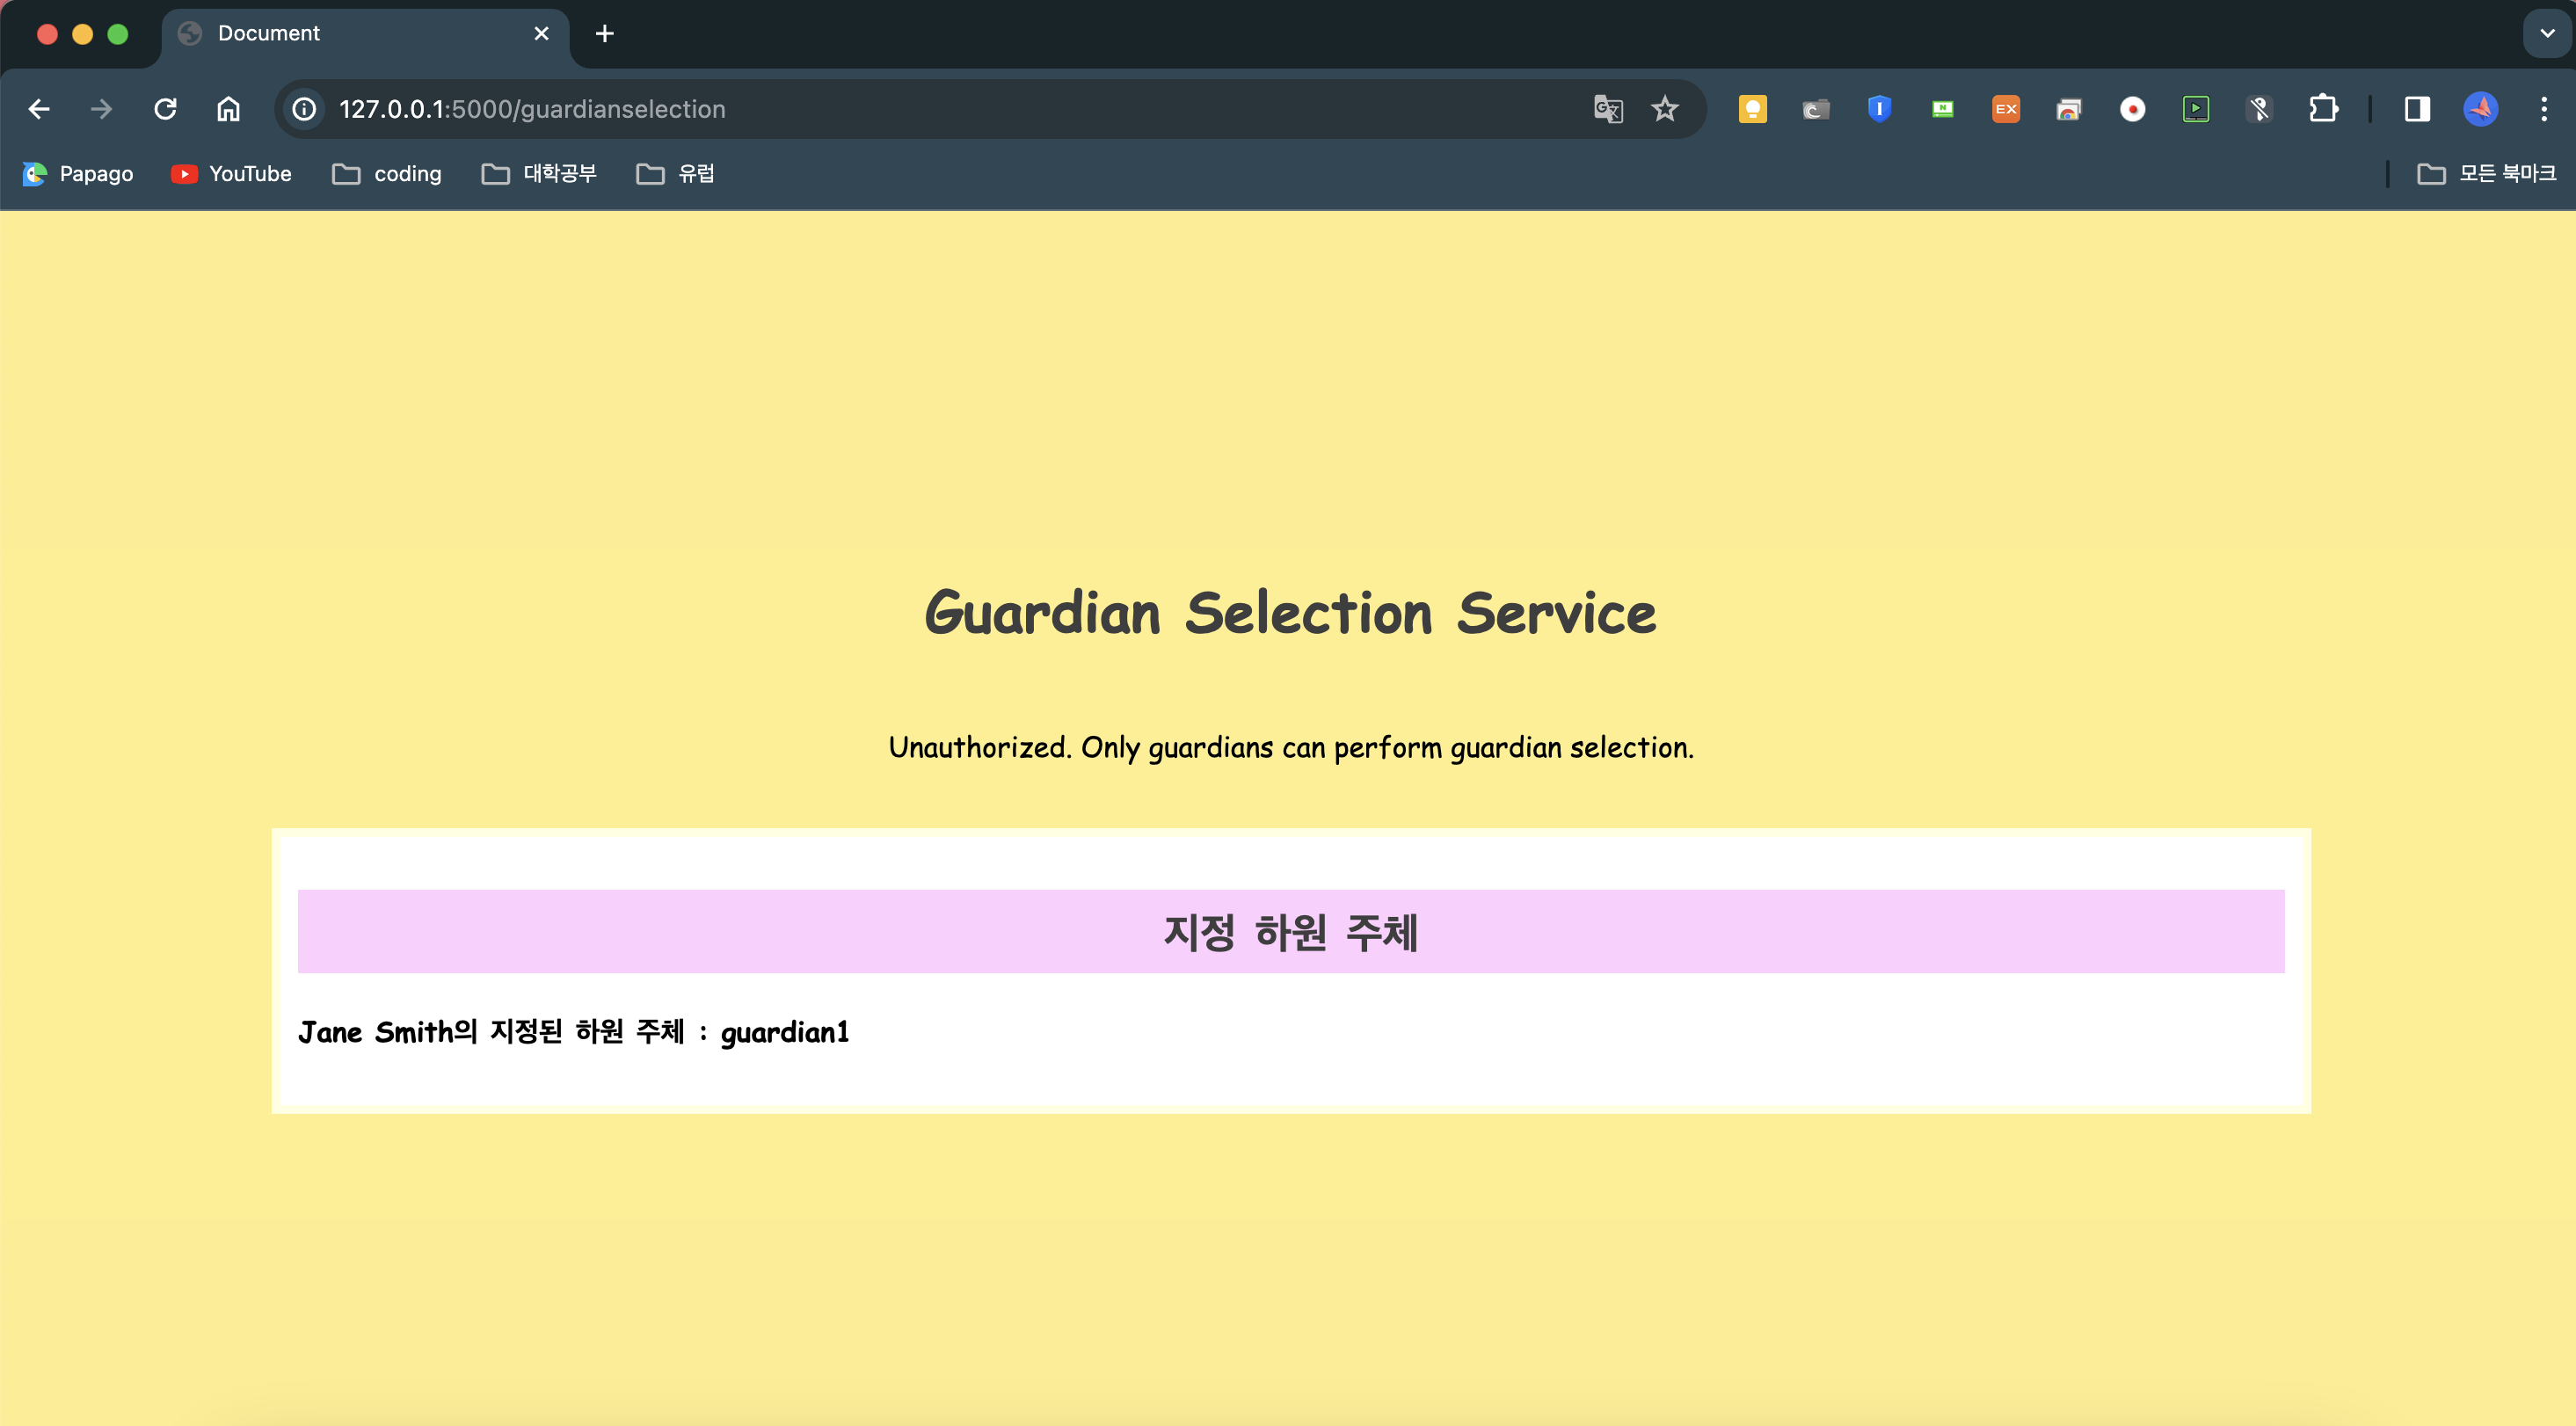 Document
127.0.0.1:5000/guardianselection
Papago YouTube coding 대학공부 유럽 모든 북마크
Guardian Selection Service
Unauthorized. Only guardians can perform guardian selection.
지정 하원 주체
Jane Smith의 지정된 하원 주체 : guardian1